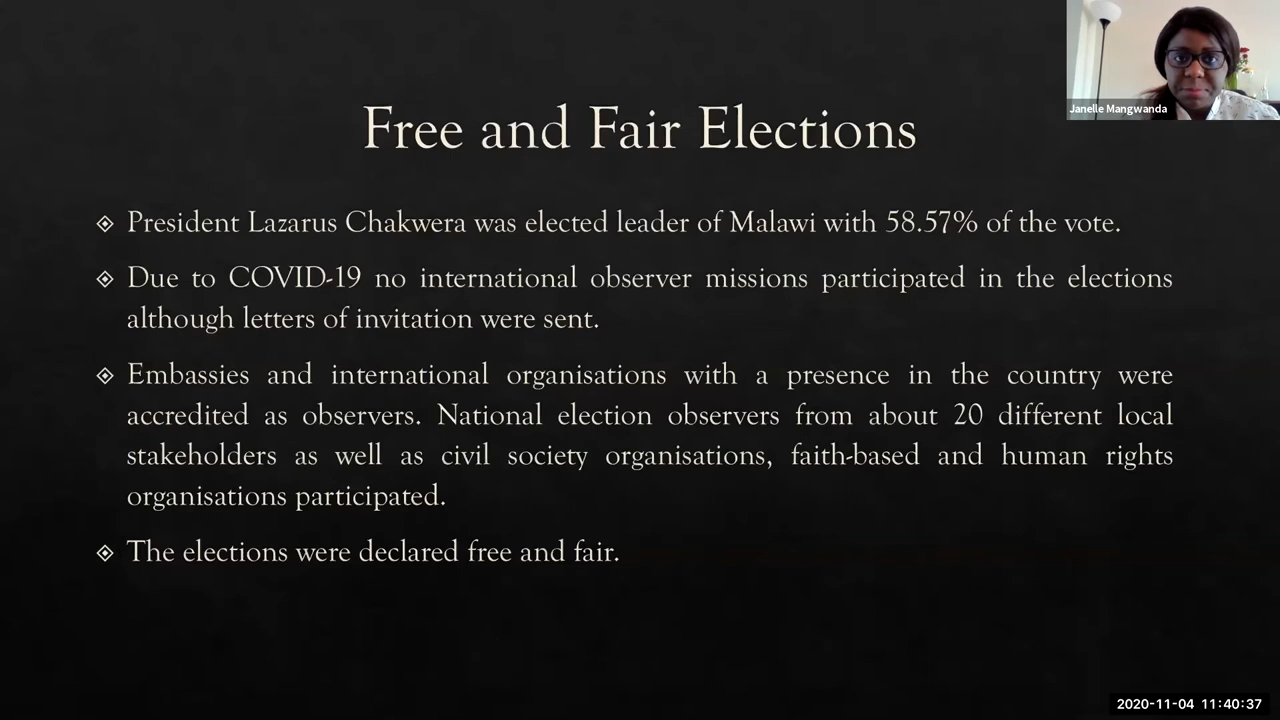 Janelle Mangwanda
Free and Fair Elections
President Lazarus Chakwera was elected leader of Malawi with 58.57% of the vote.
Due to COVID-19 no international observer missions participated in the elections
although letters of invitation were sent.
Embassies and international organisations with a presence in the country were
accredited as observers. National election observers from about 20 different local
stakeholders as well as civil society organisations, faith-based and human rights
organisations participated.
The elections were declared free and fair.
2020-11-04 11:40:37